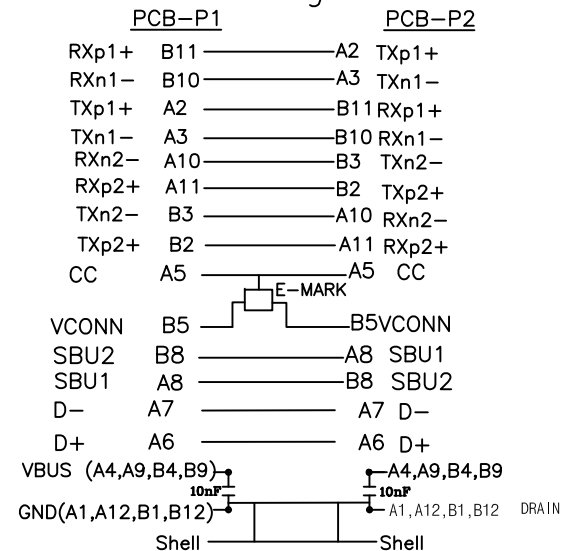 PCB-P1 PCB-P2
RXp1+ B11 A2 TXp1+
RXn1- B10 A3 TXn1-
TXp1+ A2 B11 RXp1+
TXn1- A3 B10 RXn1-
RXn2- A10 B3 TXn2-
RXp2+ A11 B2 TXp2+
TXn2- B3 A10 RXn2-
TXp2+ B2 A11 RXp2+
CC A5 A5 CC
E-MARK
VCONN B5 B5 VCONN
SBU2 B8 A8 SBU1
SBU1 A8 B8 SBU2
D- A7 A7 D-
D+ A6 A6 D+
VBUS (A4,A9,B4,B9) A4,A9,B4,B9
10nF 10nF
GND(A1,A12,B1,B12) A1,A12,B1,B12 DRAIN
Shell Shell